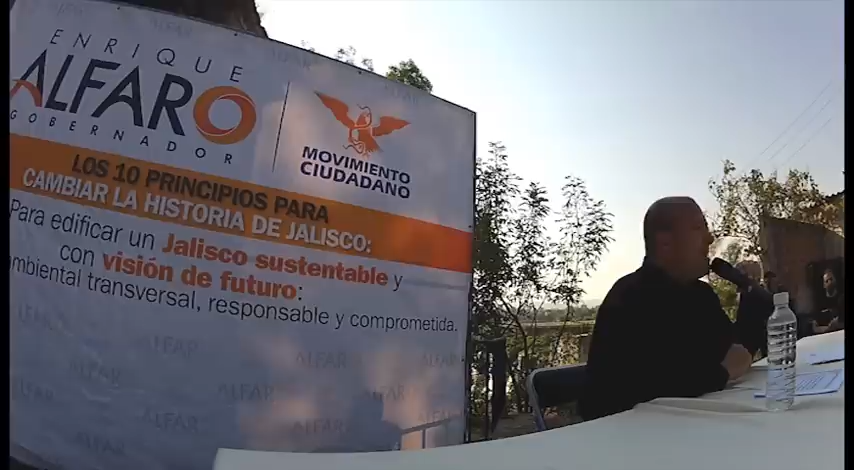 ENRIQUE
ALFARO
GOBERNADOR
MOVIMIENTO
CIUDADANO
LOS 10 PRINCIPIOS PARA
CAMBIAR LA HISTORIA DE JALISCO:
Para edificar un Jalisco sustentable y
con visión de futuro:
ambiental transversal, responsable y comprometida.